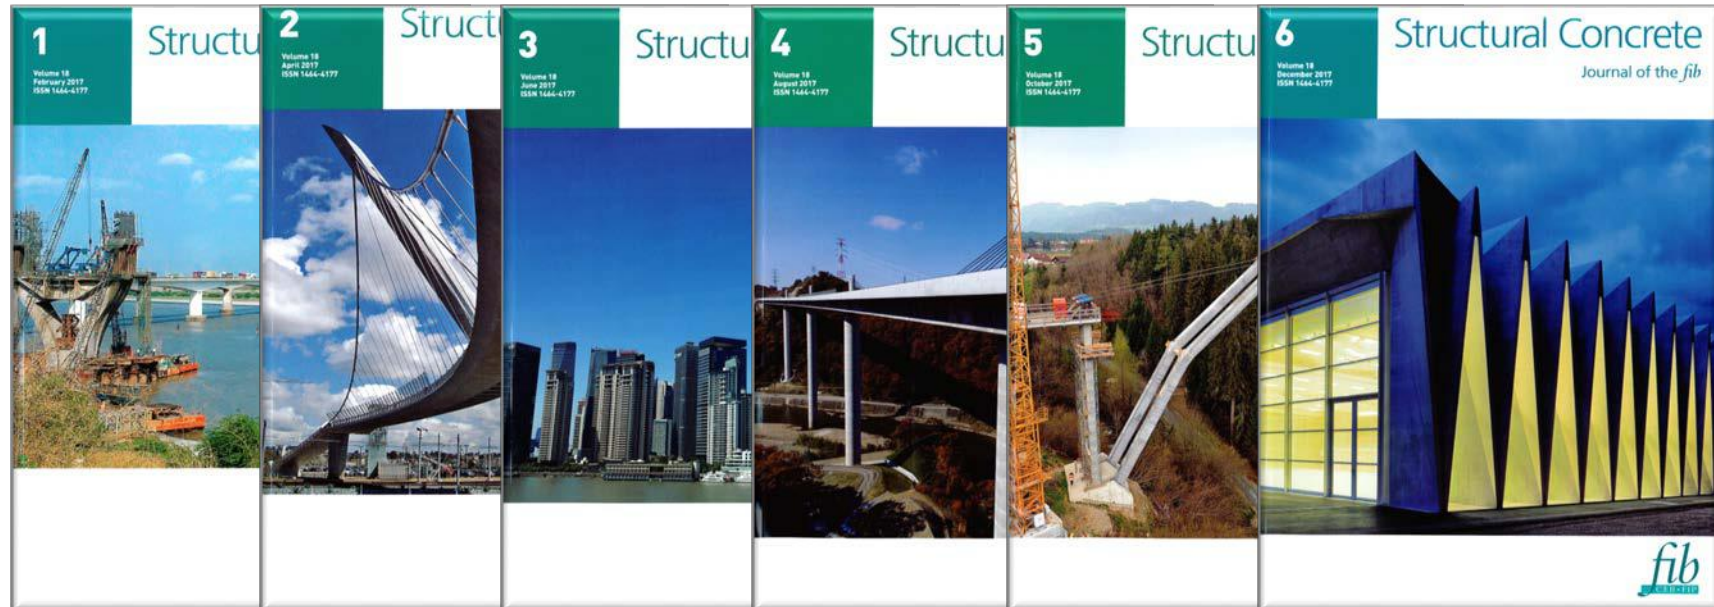 1
Structu
Volume 18
February 2017
ISSN 1464-4177
2
Structu
Volume 18
April 2017
ISSN 1464-4177
3
Structu
Volume 18
June 2017
ISSN 1464-4177
4
Structu
Volume 18
August 2017
ISSN 1464-4177
5
Structu
Volume 18
October 2017
ISSN 1464-4177
6
Structural Concrete
Journal of the fib
Volume 18
December 2017
ISSN 1464-4177
fib
CEB-FIP